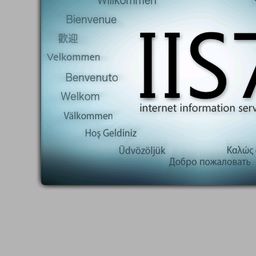 Willkommen
Bienvenue
歡迎
Velkommen
Benvenuto
Welkom
Välkommen
Hoş Geldiniz
Üdvözöljük
Καλώς
Добро пожаловать
IIS7
internet information serv